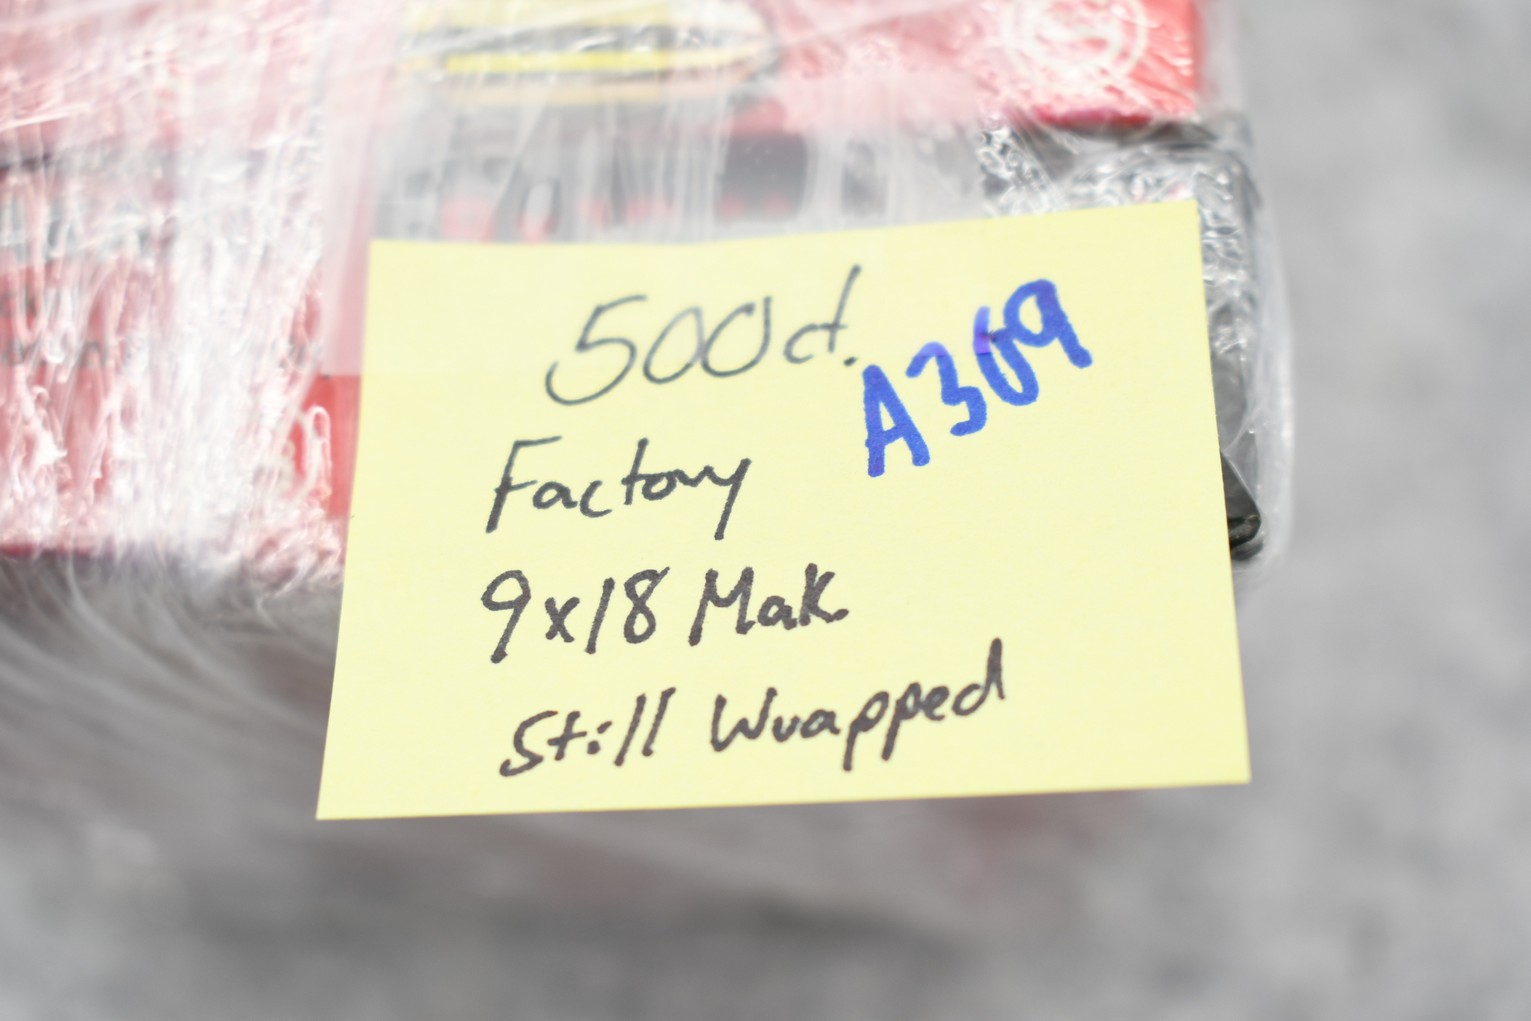 500ct.
A309
Factory
9x18 Mak.
Still Wrapped